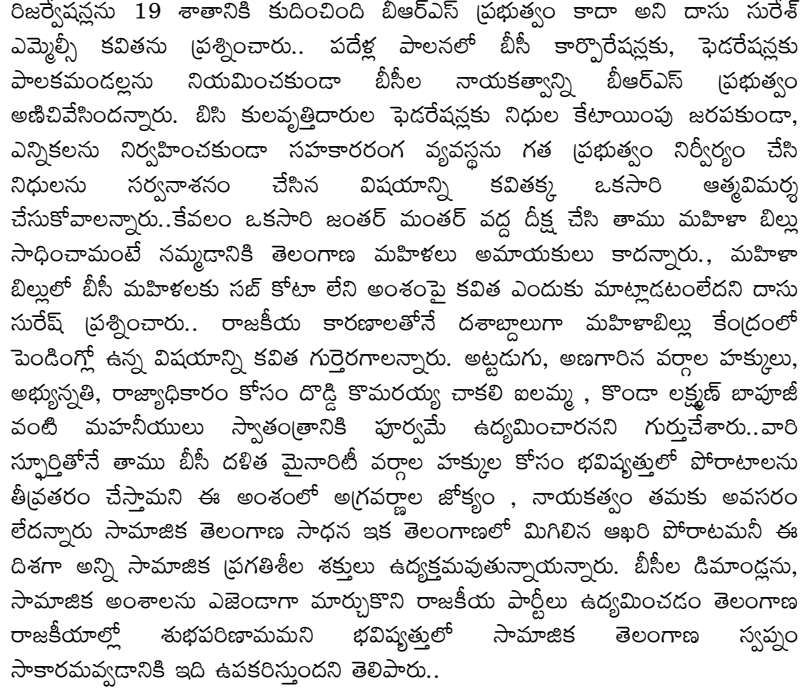 రిజర్వేషన్లను 19 శాతానికి కుదించింది బీఆర్ఎస్ ప్రభుత్వం కాదా అని దాసు సురేశ్
ఎమ్మెల్సీ కవితను ప్రశ్నించారు.. పదేళ్ల పాలనలో బీసీ కార్పొరేషన్లకు, ఫెడరేషన్లకు
పాలకమండల్లను నియమించకుండా బీసీల నాయకత్వాన్ని బీఆర్ఎస్ ప్రభుత్వం
అణిచివేసిందన్నారు. బిసి కులవృత్తిదారుల ఫెడరేషన్లకు నిధుల కేటాయింపు జరపకుండా,
ఎన్నికలను నిర్వహించకుండా సహకారరంగ వ్యవస్థను గత ప్రభుత్వం నిర్వీర్యం చేసి
నిధులను సర్వనాశనం చేసిన విషయాన్ని కవితక్క ఒకసారి ఆత్మవిమర్శ
చేసుకోవాలన్నారు..కేవలం ఒకసారి జంతర్ మంతర్ వద్ద దీక్ష చేసి తాము మహిళా బిల్లు
సాధించామంటే నమ్మడానికి తెలంగాణ మహిళలు అమాయకులు కాదన్నారు., మహిళా
బిల్లులో బీసీ మహిళలకు సబ్ కోటా లేని అంశంపై కవిత ఎందుకు మాట్లాడటంలేదని దాసు
సురేష్ ప్రశ్నించారు.. రాజకీయ కారణాలతోనే దశాబ్దాలుగా మహిళాబిల్లు కేంద్రంలో
పెండింగ్లో ఉన్న విషయాన్ని కవిత గుర్తెరగాలన్నారు. అట్టడుగు, అణగారిన వర్గాల హక్కులు,
అభ్యున్నతి, రాజ్యాధికారం కోసం దొడ్డి కొమరయ్య చాకలి ఐలమ్మ , కొండా లక్ష్మణ్ బాపూజీ
వంటి మహనీయులు స్వాతంత్రానికి పూర్వమే ఉద్యమించారనని గుర్తుచేశారు..వారి
స్ఫూర్తితోనే తాము బీసీ దళిత మైనారిటీ వర్గాల హక్కుల కోసం భవిష్యత్తులో పోరాటాలను
తీవ్రతరం చేస్తామని ఈ అంశంలో అగ్రవర్ణాల జోక్యం , నాయకత్వం తమకు అవసరం
లేదన్నారు సామాజిక తెలంగాణ సాధన ఇక తెలంగాణలో మిగిలిన ఆఖరి పోరాటమనీ ఈ
దిశగా అన్ని సామాజిక ప్రగతిశీల శక్తులు ఉద్యక్తమవుతున్నాయన్నారు. బీసీల డిమాండ్లను,
సామాజిక అంశాలను ఎజెండాగా మార్చుకొని రాజకీయ పార్టీలు ఉద్యమించడం తెలంగాణ
రాజకీయాల్లో శుభపరిణామమని భవిష్యత్తులో సామాజిక తెలంగాణ స్వప్నం
సాకారమవ్వడానికి ఇది ఉపకరిస్తుందని తెలిపారు..